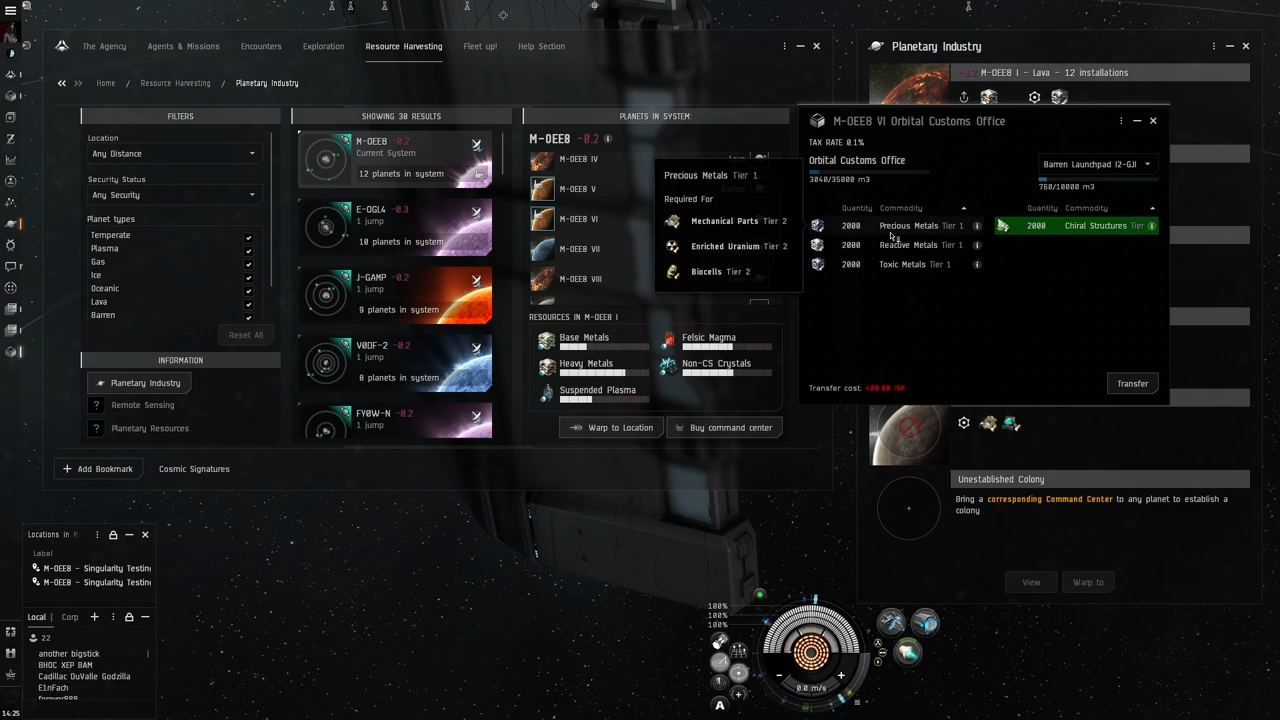 The Agency
Agents & Missions
Encounters
Exploration
Resource Harvesting
Fleet up!
Help Section
Home / Resource Harvesting / Planetary Industry
FILTERS
Location
Any Distance
Security Status
Any Security
Planet types
Temperate
Plasma
Gas
Ice
Oceanic
Lava
Barren
Reset All
INFORMATION
Planetary Industry
? Remote Sensing
? Planetary Resources
Add Bookmark
Cosmic Signatures
SHOWING 30 RESULTS
M-OEE8 -0.2
Current System
12 planets in system
E-OGL4 -0.3
1 jump
10 planets in system
J-GAMP -0.2
1 jump
9 planets in system
V0DF-2 -0.2
1 jump
8 planets in system
FY0W-N -0.2
1 jump
PLANETS IN SYSTEM:
M-OEE8 -0.2
M-OEE8 IV
M-OEE8 V
M-OEE8 VI
M-OEE8 VII
M-OEE8 VIII
RESOURCES IN M-OEE8 I
Base Metals
Felsic Magma
Heavy Metals
Non-CS Crystals
Suspended Plasma
Warp to Location
Buy command center
Precious Metals Tier 1
Required For
Mechanical Parts Tier 2
Enriched Uranium Tier 2
Biocells Tier 2
Planetary Industry
-0.2 M-OEE8 I - Lava - 12 installations
M-OEE8 VI Orbital Customs Office
TAX RATE 0.1%
Orbital Customs Office
3040/35000 m3
Barren Launchpad I2-GJI
760/10000 m3
Quantity Commodity
2000 Precious Metals Tier 1
2000 Reactive Metals Tier 1
2000 Toxic Metals Tier 1
Quantity Commodity
2000 Chiral Structures Tier
Transfer cost: 400.00 ISK
Transfer
Unestablished Colony
Bring a corresponding Command Center to any planet to establish a
colony
View
Warp to
Locations in
Label
M-OEE8 - Singularity Testin
M-OEE8 - Singularity Testin
Local
Corp
22
another bigstick
BHOC XEP BAM
Cadillac DuValle Godzilla
E1nFach
100%
100%
100%
0.0 m/s
A
14:25